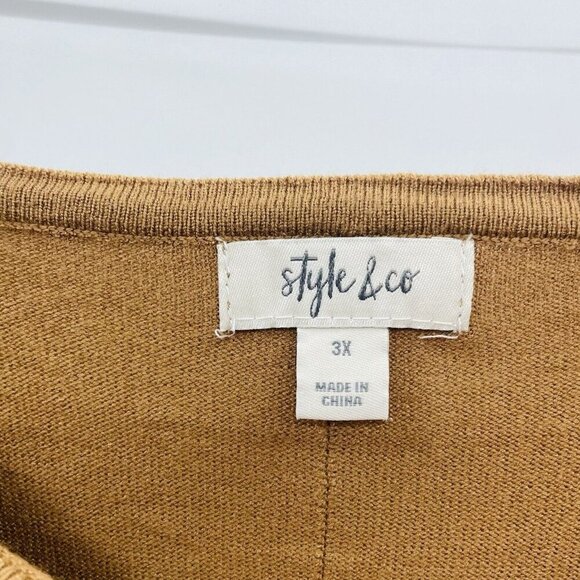 style & co
3X
MADE IN
CHINA